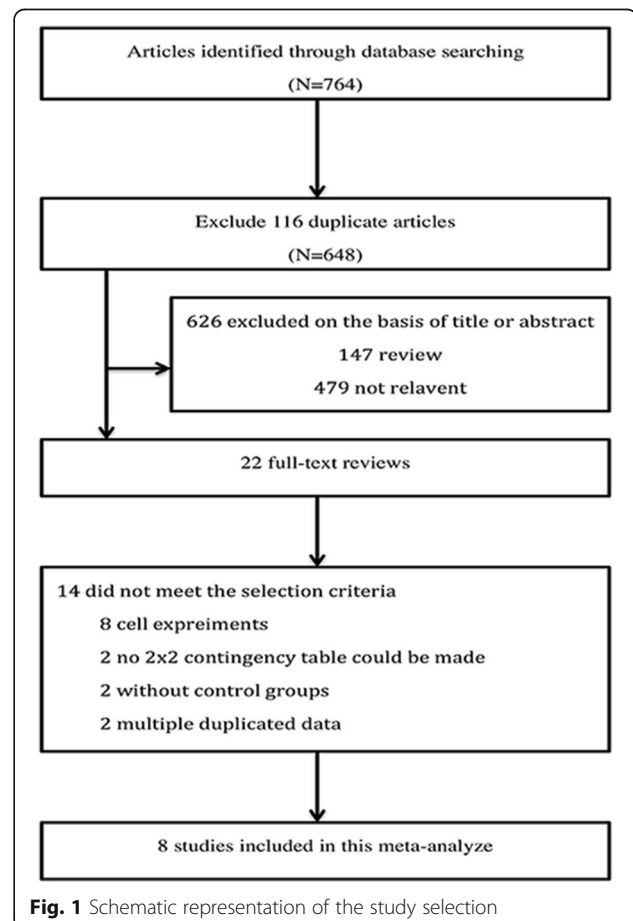 Articles identified through database searching
(N=764)
Exclude 116 duplicate articles
(N=648)
626 excluded on the basis of title or abstract
147 review
479 not relavent
22 full-text reviews
14 did not meet the selection criteria
8 cell expreiments
2 no 2x2 contingency table could be made
2 without control groups
2 multiple duplicated data
8 studies included in this meta-analyze
Fig. 1 Schematic representation of the study selection